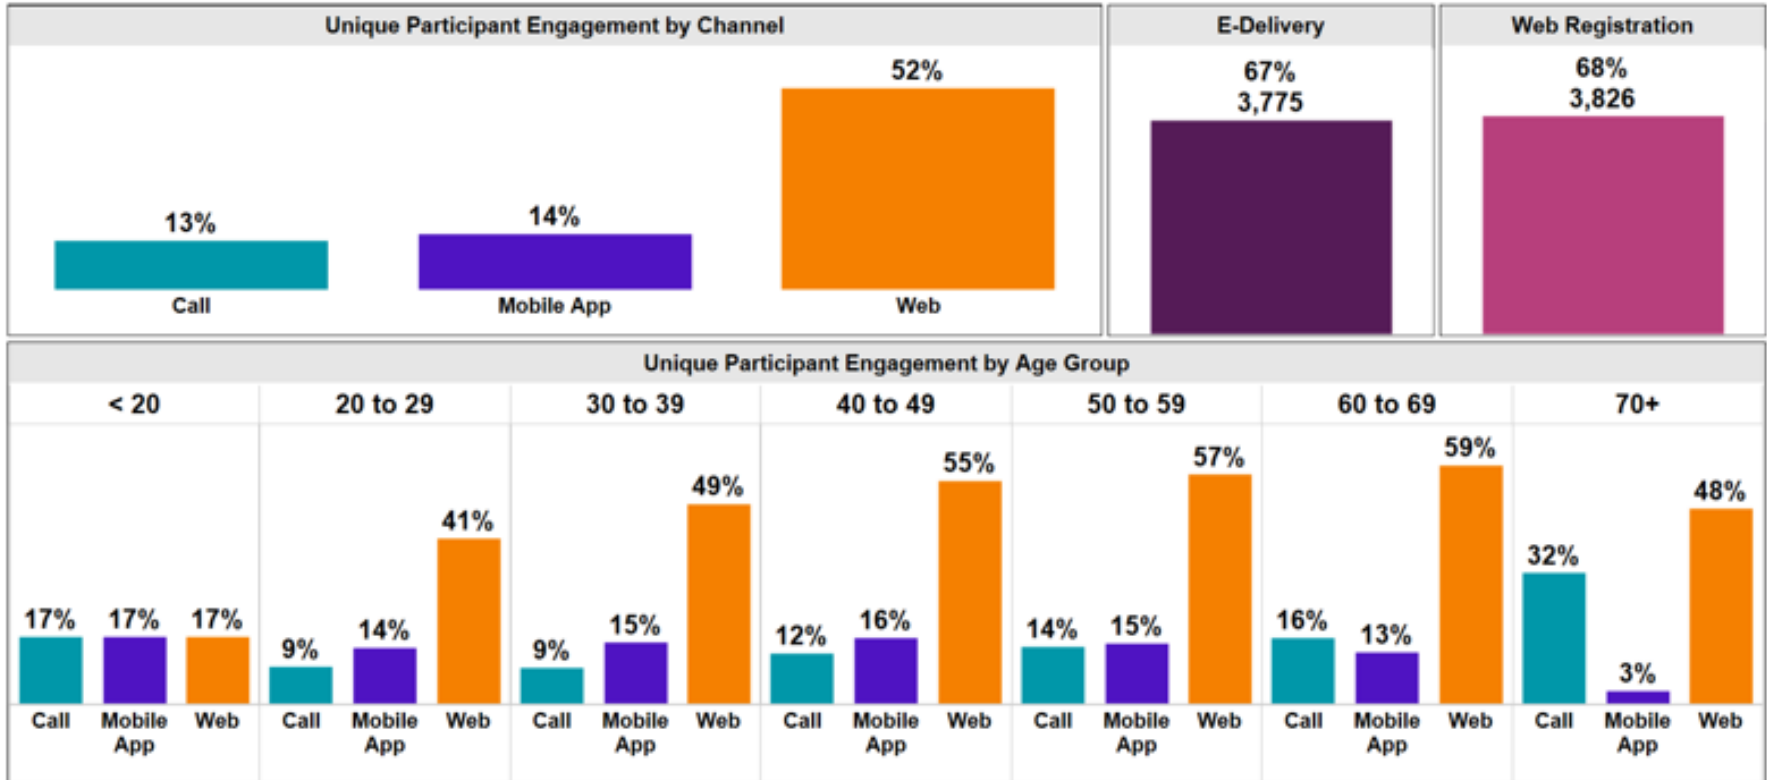 Unique Participant Engagement by Channel
52%
13%
14%
Call
Mobile App
Web
E-Delivery
67%
3,775
Web Registration
68%
3,826
Unique Participant Engagement by Age Group
< 20
17%
17%
17%
Call
Mobile
App
Web
20 to 29
9%
14%
41%
Call
Mobile
App
Web
30 to 39
9%
15%
49%
Call
Mobile
App
Web
40 to 49
12%
16%
55%
Call
Mobile
App
Web
50 to 59
14%
15%
57%
Call
Mobile
App
Web
60 to 69
16%
13%
59%
Call
Mobile
App
Web
70+
32%
3%
48%
Call
Mobile
App
Web